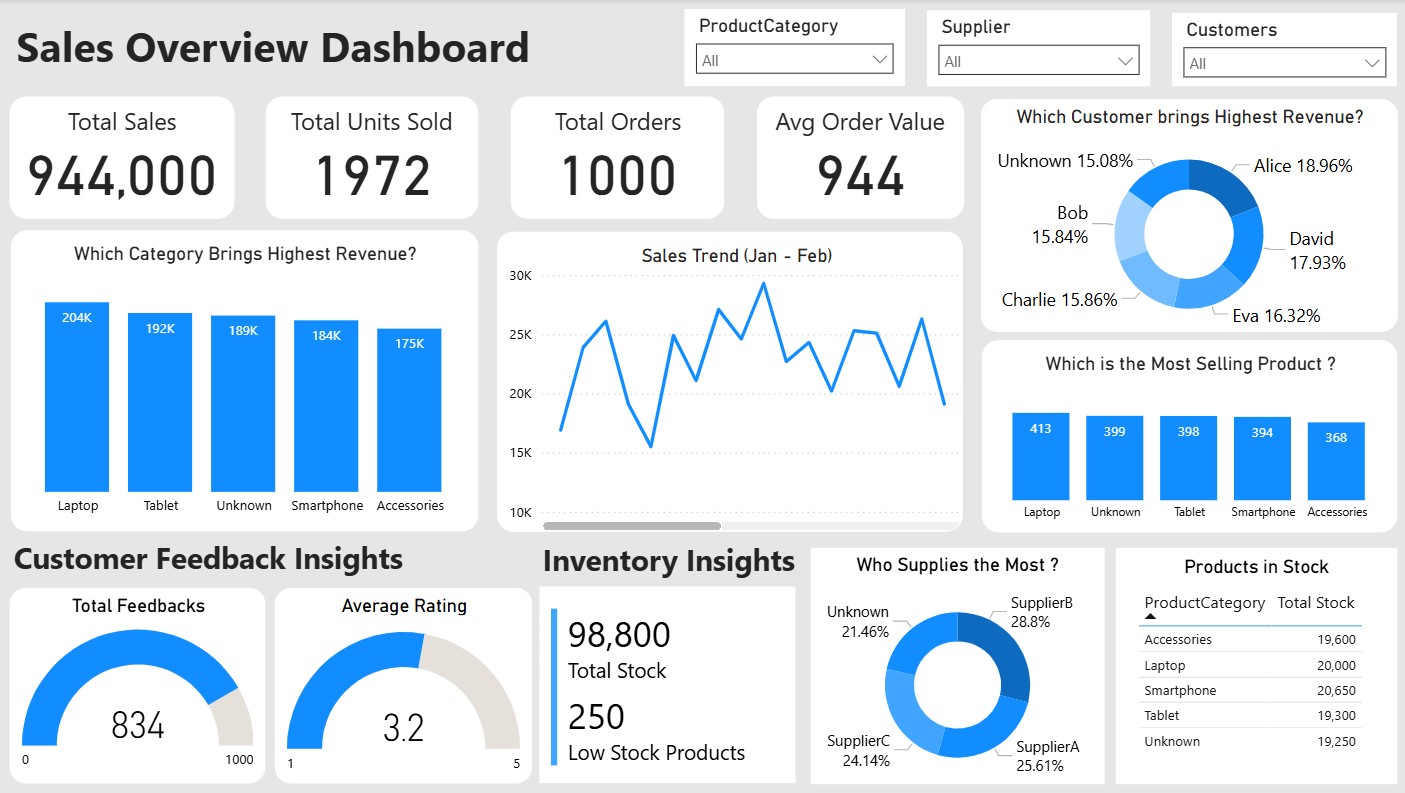 Sales Overview Dashboard
ProductCategory
All
Supplier
All
Customers
All
Total Sales
944,000
Total Units Sold
1972
Total Orders
1000
Avg Order Value
944
Which Customer brings Highest Revenue?
Unknown 15.08%
Alice 18.96%
Bob
15.84%
David
17.93%
Charlie 15.86%
Eva 16.32%
Which Category Brings Highest Revenue?
204K
192K
189K
184K
175K
Laptop
Tablet
Unknown
Smartphone
Accessories
Sales Trend (Jan - Feb)
30K
25K
20K
15K
10K
Which is the Most Selling Product ?
413
399
398
394
368
Laptop
Unknown
Tablet
Smartphone
Accessories
Customer Feedback Insights
Total Feedbacks
834
0
1000
Average Rating
3.2
1
5
Inventory Insights
98,800
Total Stock
250
Low Stock Products
Who Supplies the Most ?
Unknown
21.46%
SupplierB
28.8%
SupplierC
24.14%
SupplierA
25.61%
Products in Stock
ProductCategory Total Stock
Accessories 19,600
Laptop 20,000
Smartphone 20,650
Tablet 19,300
Unknown 19,250